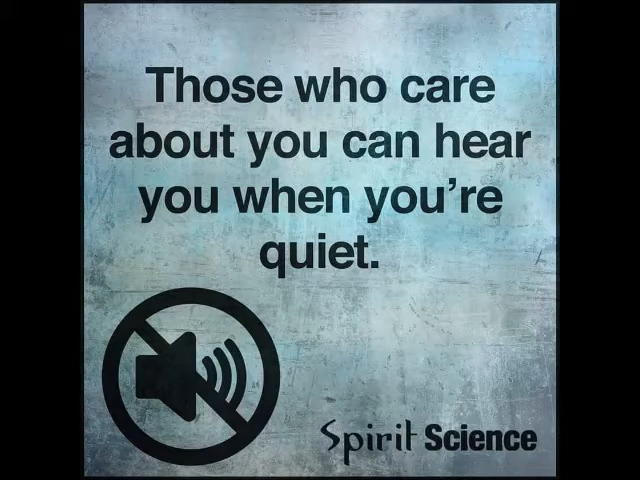 Those who care
about you can hear
you when you’re
quiet.
Spirit Science